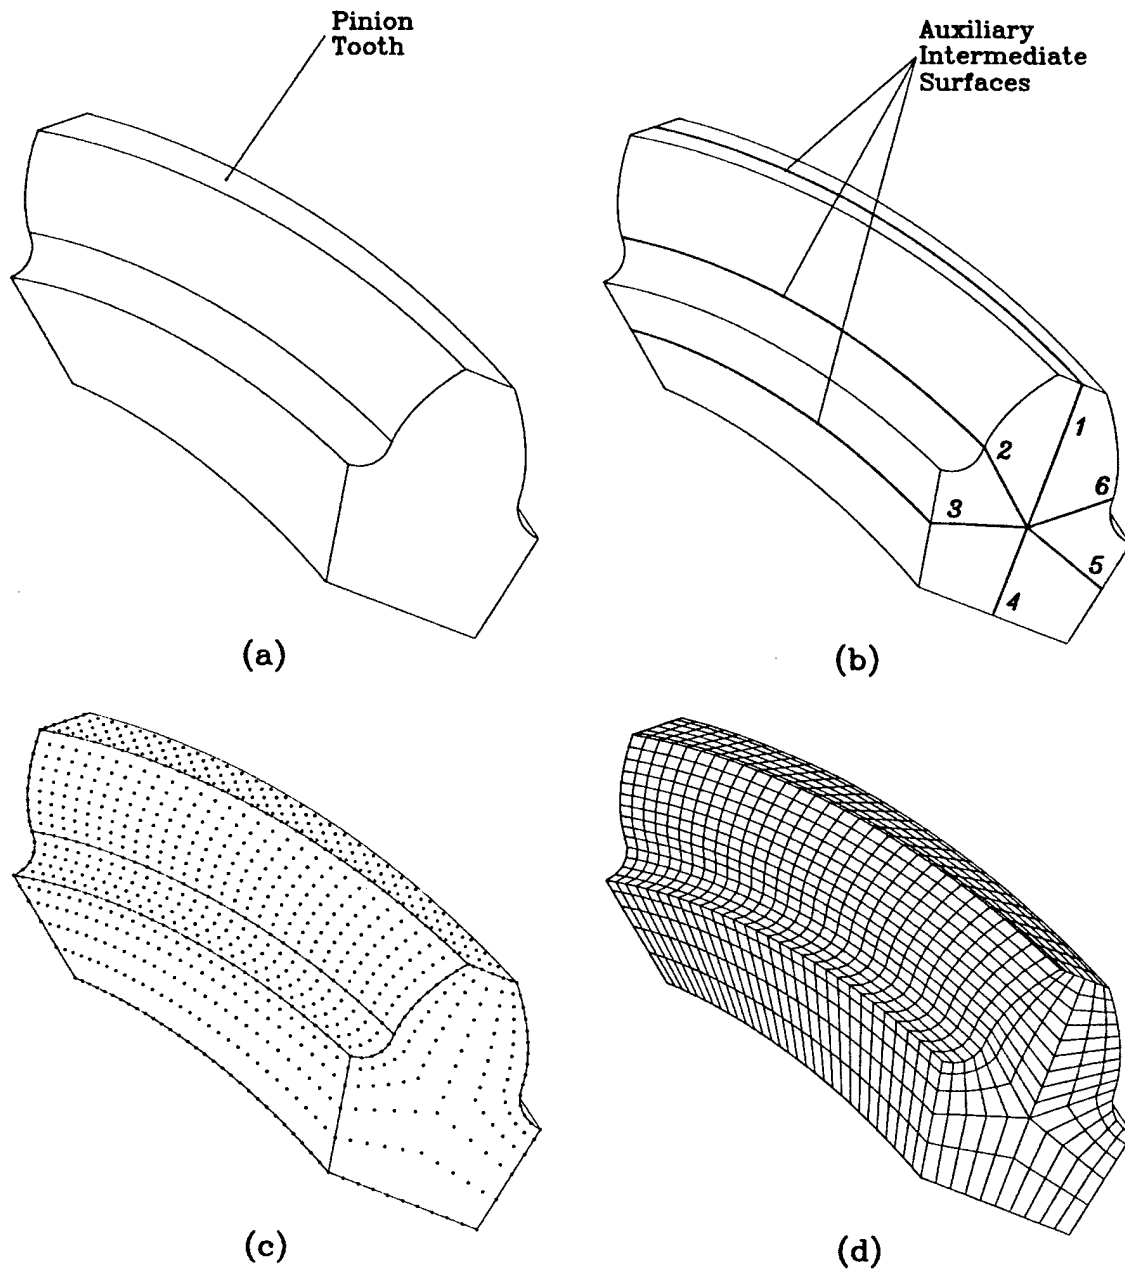 Pinion
Tooth
Auxiliary
Intermediate
Surfaces
1
2
6
3
5
4
(a)
(b)
(c)
(d)